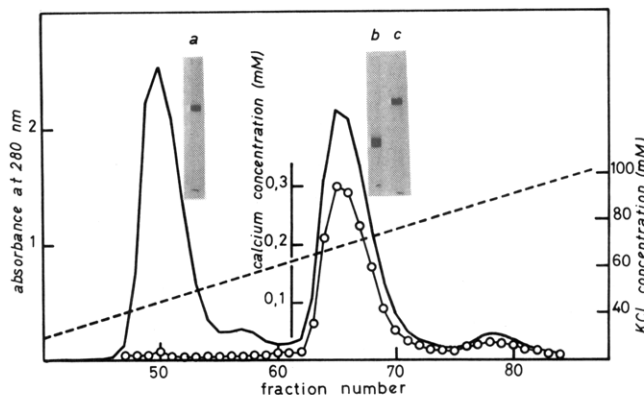 a
b c
absorbance at 280 nm
2
1
calcium concentration (mM)
0,3
0,2
0,1
100
80
60
40
KCl concentration (mM)
50 60 70 80
fraction number